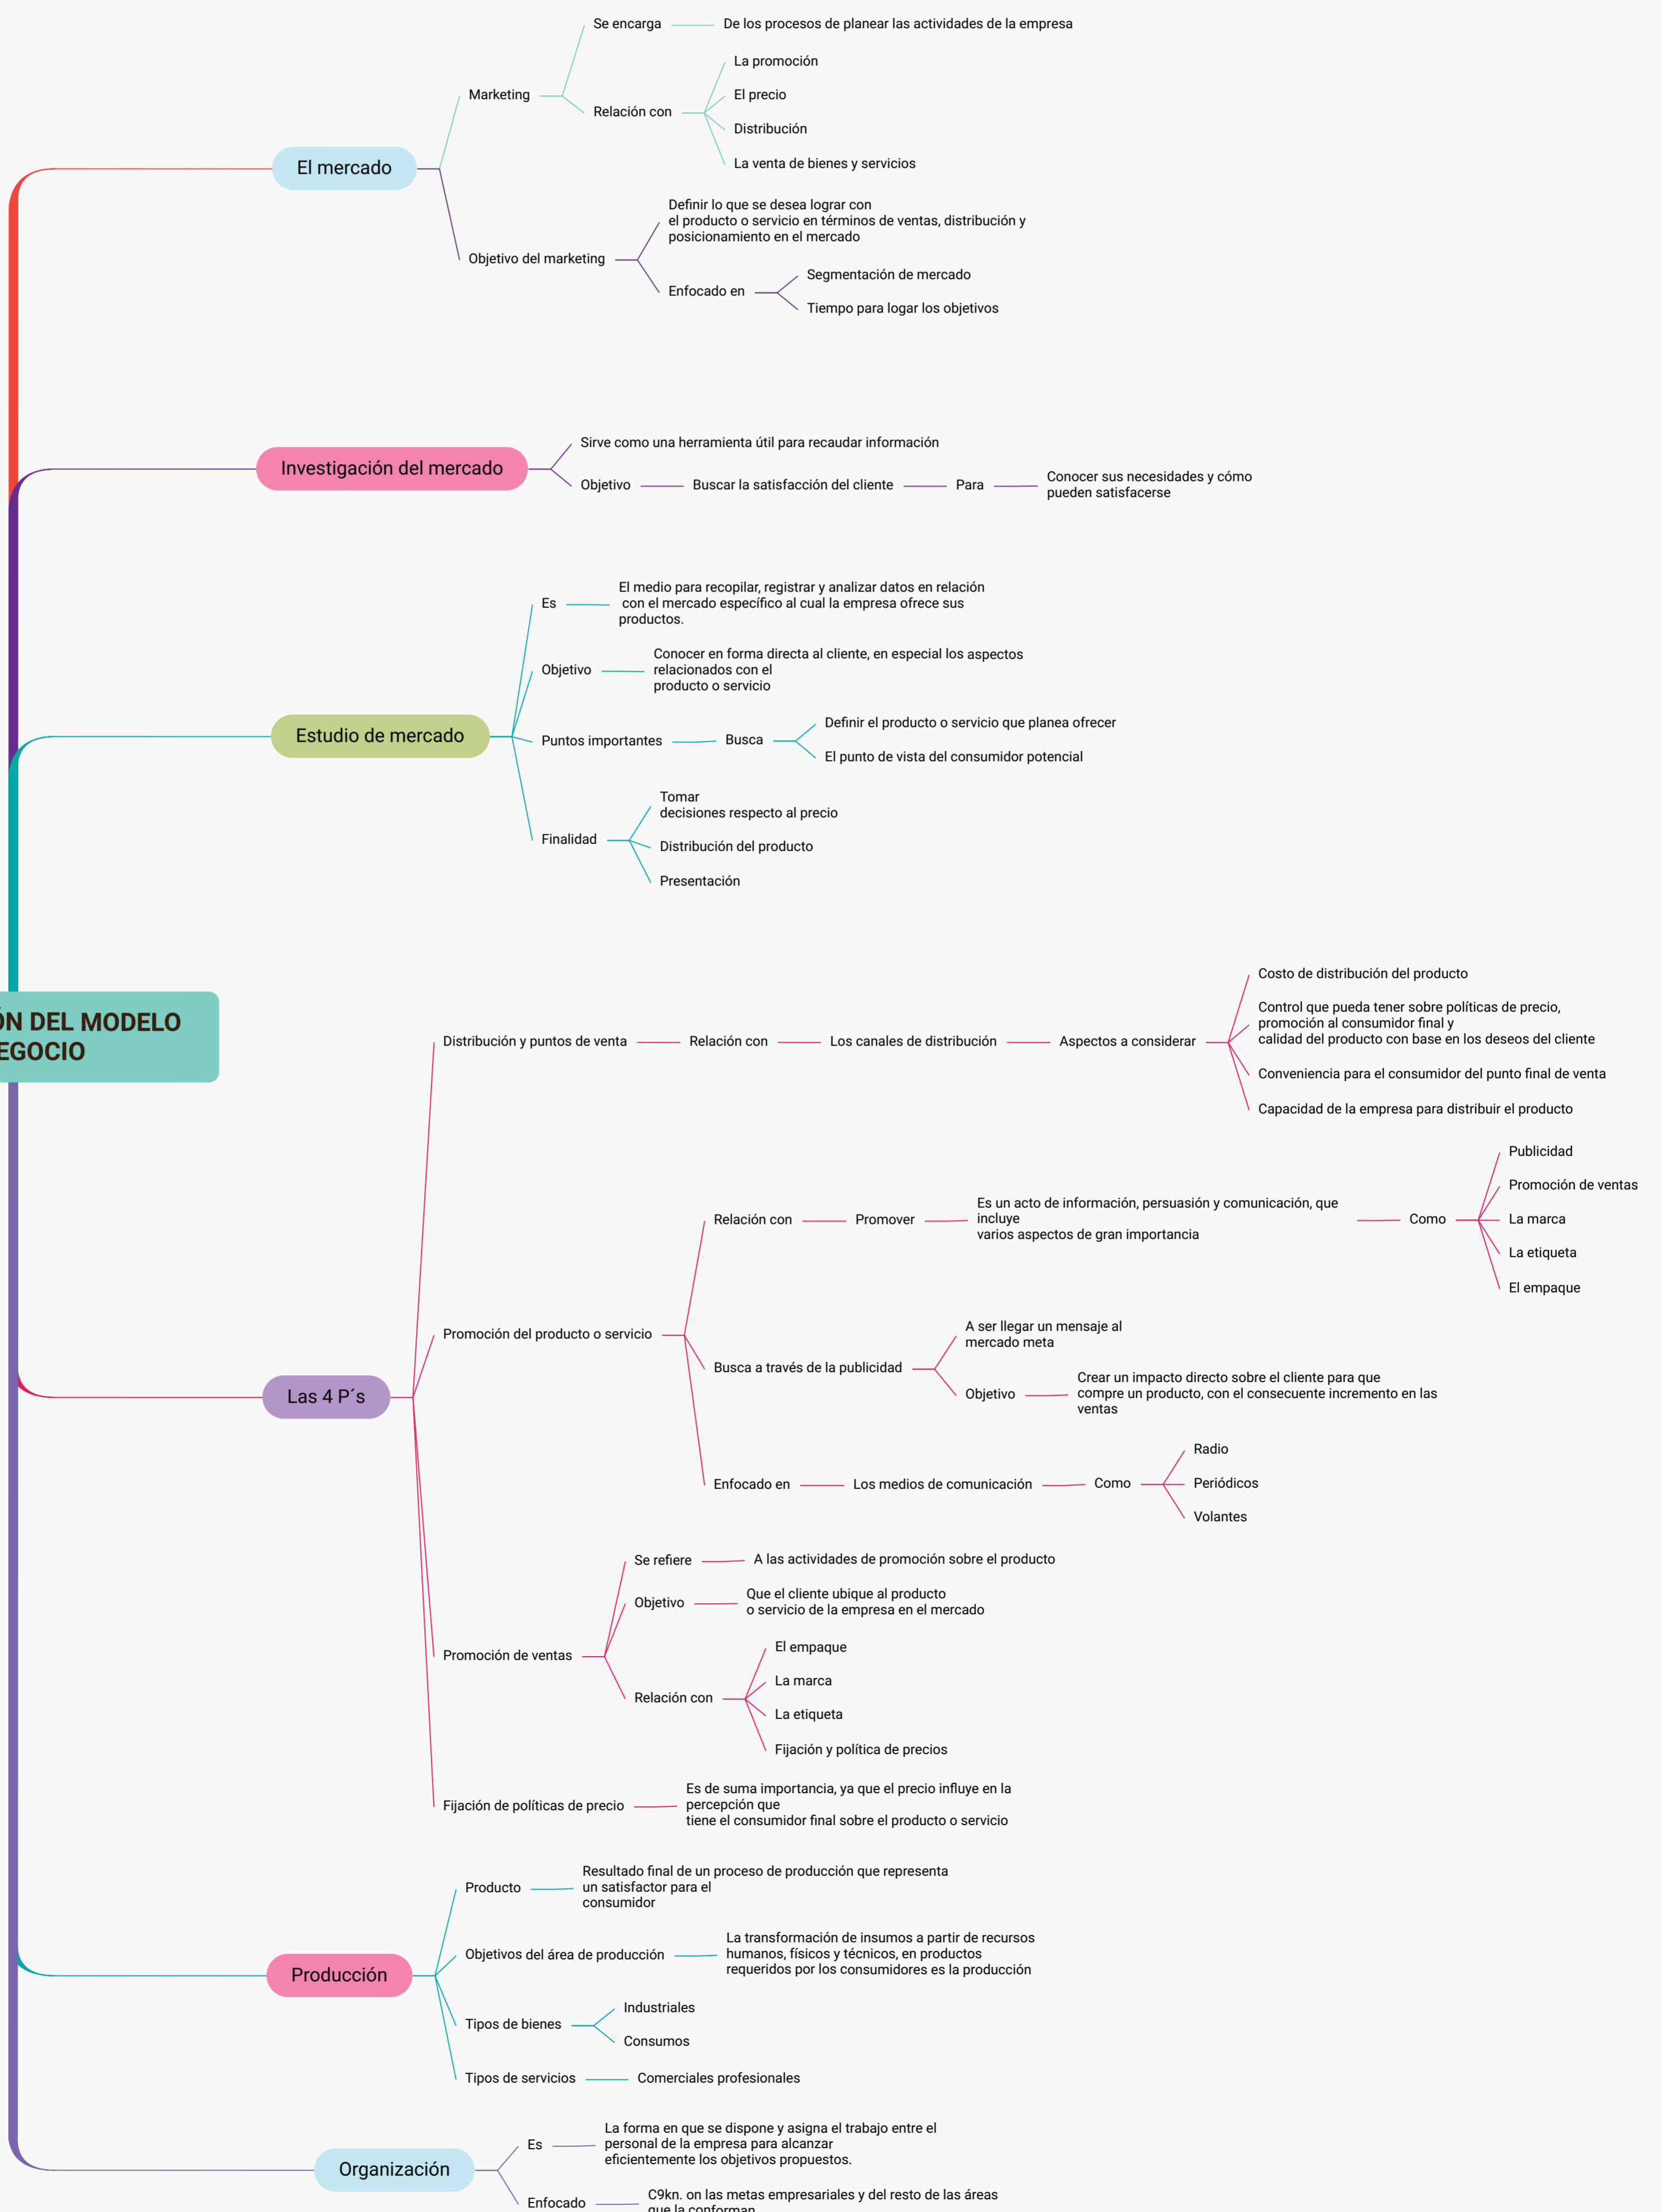 Se encarga
De los procesos de planear las actividades de la empresa
La promoción
Marketing
El precio
Relación con
Distribución
La venta de bienes y servicios
El mercado
Definir lo que se desea lograr con
el producto o servicio en términos de ventas, distribución y
posicionamiento en el mercado
Objetivo del marketing
Segmentación de mercado
Enfocado en
Tiempo para logar los objetivos
Investigación del mercado
Sirve como una herramienta útil para recaudar información
Objetivo
Buscar la satisfacción del cliente
Para
Conocer sus necesidades y cómo
pueden satisfacerse
Estudio de mercado
Es
El medio para recopilar, registrar y analizar datos en relación
con el mercado específico al cual la empresa ofrece sus
productos.
Objetivo
Conocer en forma directa al cliente, en especial los aspectos
relacionados con el
producto o servicio
Puntos importantes
Busca
Definir el producto o servicio que planea ofrecer
El punto de vista del consumidor potencial
Finalidad
Tomar
decisiones respecto al precio
Distribución del producto
Presentación
ÓN DEL MODELO
EGOCIO
Las 4 P´s
Distribución y puntos de venta
Relación con
Los canales de distribución
Aspectos a considerar
Costo de distribución del producto
Control que pueda tener sobre políticas de precio,
promoción al consumidor final y
calidad del producto con base en los deseos del cliente
Conveniencia para el consumidor del punto final de venta
Capacidad de la empresa para distribuir el producto
Promoción del producto o servicio
Relación con
Promover
Es un acto de información, persuasión y comunicación, que
incluye
varios aspectos de gran importancia
Como
Publicidad
Promoción de ventas
La marca
La etiqueta
El empaque
Busca a través de la publicidad
A ser llegar un mensaje al
mercado meta
Objetivo
Crear un impacto directo sobre el cliente para que
compre un producto, con el consecuente incremento en las
ventas
Enfocado en
Los medios de comunicación
Como
Radio
Periódicos
Volantes
Promoción de ventas
Se refiere
A las actividades de promoción sobre el producto
Objetivo
Que el cliente ubique al producto
o servicio de la empresa en el mercado
Relación con
El empaque
La marca
La etiqueta
Fijación y política de precios
Fijación de políticas de precio
Es de suma importancia, ya que el precio influye en la
percepción que
tiene el consumidor final sobre el producto o servicio
Producción
Producto
Resultado final de un proceso de producción que representa
un satisfactor para el
consumidor
Objetivos del área de producción
La transformación de insumos a partir de recursos
humanos, físicos y técnicos, en productos
requeridos por los consumidores es la producción
Tipos de bienes
Industriales
Consumos
Tipos de servicios
Comerciales profesionales
Organización
Es
La forma en que se dispone y asigna el trabajo entre el
personal de la empresa para alcanzar
eficientemente los objetivos propuestos.
Enfocado
C9kn. on las metas empresariales y del resto de las áreas
que la conforman